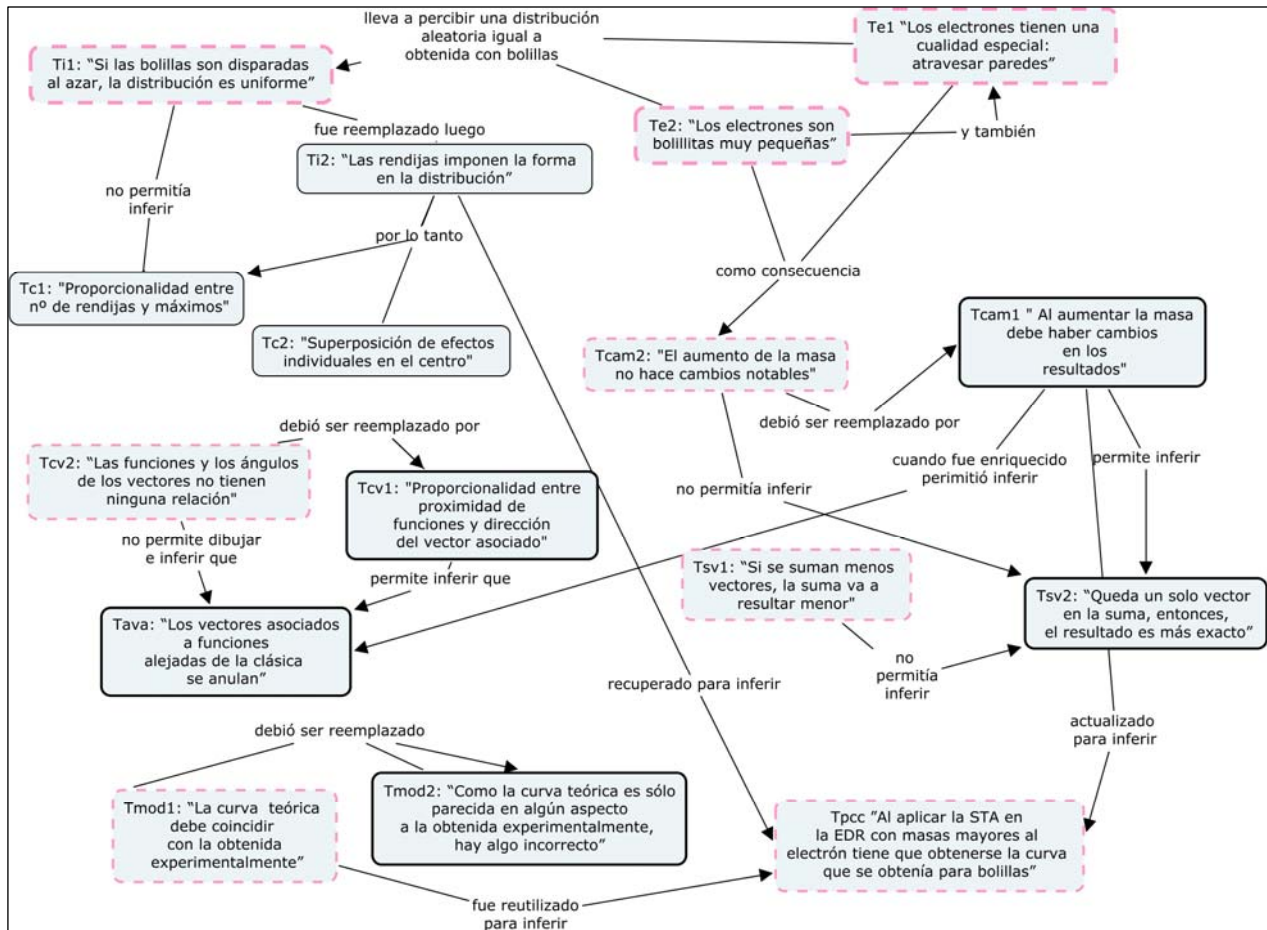 lleva a percibir una distribución
aleatoria igual a
obtenida con bolillas
Te1 “Los electrones tienen una
cualidad especial:
atravesar paredes”
Ti1: “Si las bolillas son disparadas
al azar, la distribución es uniforme”
Te2: “Los electrones son
bolillitas muy pequeñas”
y también
fue reemplazado luego
Ti2: “Las rendijas imponen la forma
en la distribución”
no permitía
inferir
por lo tanto
como consecuencia
Tc1: "Proporcionalidad entre
nº de rendijas y máximos"
Tc2: "Superposición de efectos
individuales en el centro"
Tcam2: "El aumento de la masa
no hace cambios notables"
Tcam1 " Al aumentar la masa
debe haber cambios
en los
resultados"
debió ser reemplazado por
debió ser reemplazado por
Tcv2: “Las funciones y los ángulos
de los vectores no tienen
ninguna relación"
Tcv1: "Proporcionalidad entre
proximidad de
funciones y dirección
del vector asociado"
no permitía inferir
cuando fue enriquecido
perimitió inferir
permite inferir
no permite dibujar
e inferir que
permite inferir que
Tsv1: “Si se suman menos
vectores, la suma va a
resultar menor"
Tsv2: “Queda un solo vector
en la suma, entonces,
el resultado es más exacto”
Tava: “Los vectores asociados
a funciones
alejadas de la clásica
se anulan”
no
permitía
inferir
recuperado para inferir
actualizado
para inferir
debió ser reemplazado
Tmod1: “La curva teórica
debe coincidir
con la obtenida
experimentalmente”
Tmod2: “Como la curva teórica es sólo
parecida en algún aspecto
a la obtenida experimentalmente,
hay algo incorrecto”
Tpcc ”Al aplicar la STA en
la EDR con masas mayores al
electrón tiene que obtenerse la curva
que se obtenía para bolillas”
fue reutilizado
para inferir